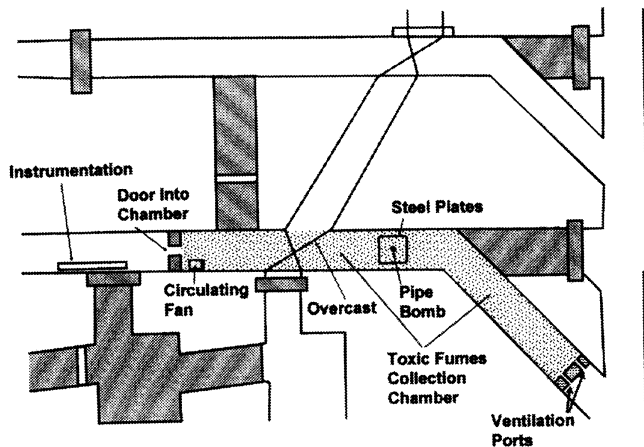 Instrumentation
Door into
Chamber
Steel Plates
Circulating
Fan
Overcast
Pipe
Bomb
Toxic Fumes
Collection
Chamber
Ventilation
Ports